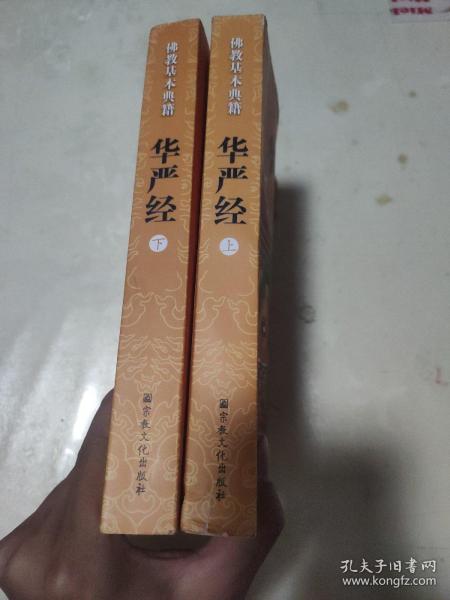 佛教基本典籍
华严经
下
宗教文化出版社
佛教基本典籍
华严经
上
宗教文化出版社
Miel
孔夫子旧书网
www.kongfz.com